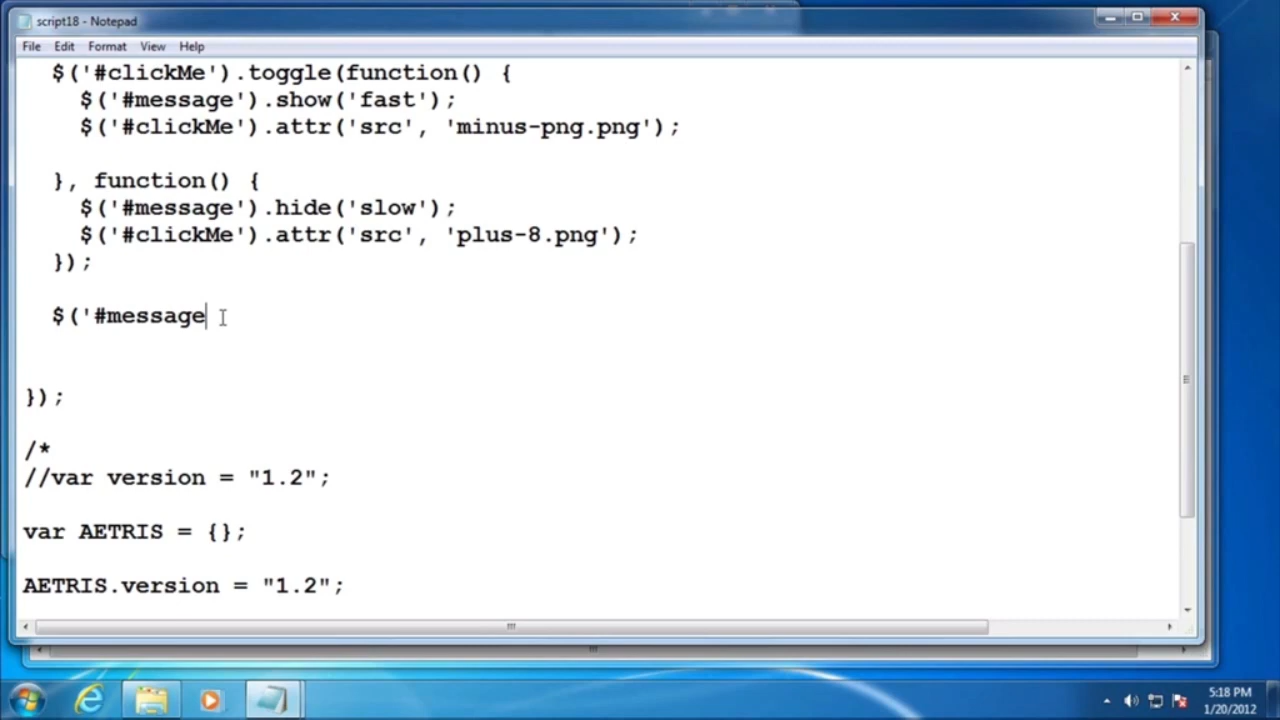 script18 - Notepad
File Edit Format View Help
$('#clickMe').toggle(function() {
$('#message').show('fast');
$('#clickMe').attr('src', 'minus-png.png');
}, function() {
$('#message').hide('slow');
$('#clickMe').attr('src', 'plus-8.png');
});
$('#message
});
/*
//var version = "1.2";
var AETRIS = {};
AETRIS.version = "1.2";
5:18 PM
1/20/2012